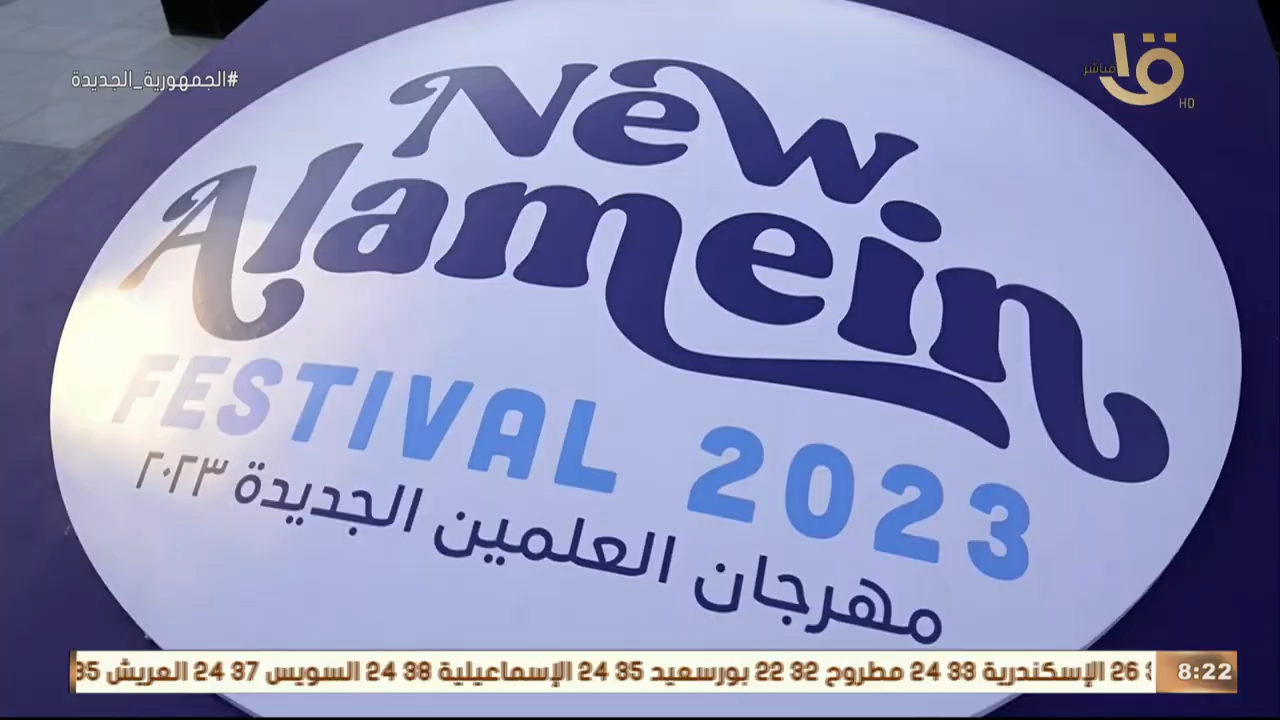 #الجمهورية_الجديدة
مباشر
HD
New
Alamein
FESTIVAL 2023
مهرجان العلمين الجديدة ٢٠٢٣
26 الإسكندرية 33 24 مطروح 32 22 بورسعيد 35 24 الإسماعيلية 38 24 السويس 37 24 العريش 35
8:22